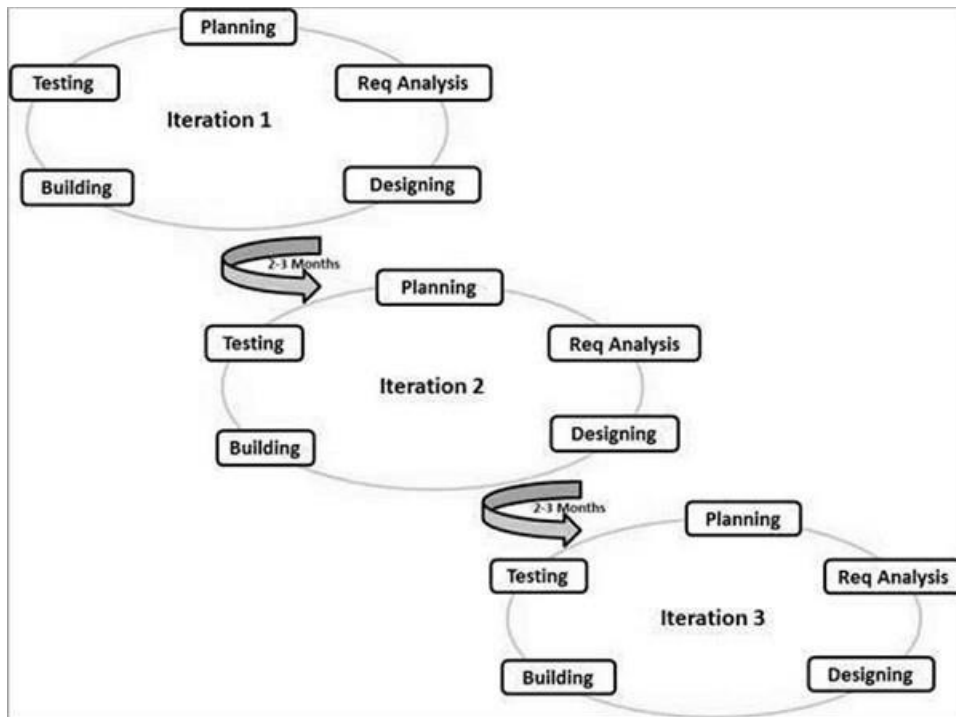 Planning
Testing
Req Analysis
Iteration 1
Building
Designing
2-3 Months
Planning
Testing
Req Analysis
Iteration 2
Building
Designing
2-3 Months
Planning
Testing
Req Analysis
Iteration 3
Building
Designing